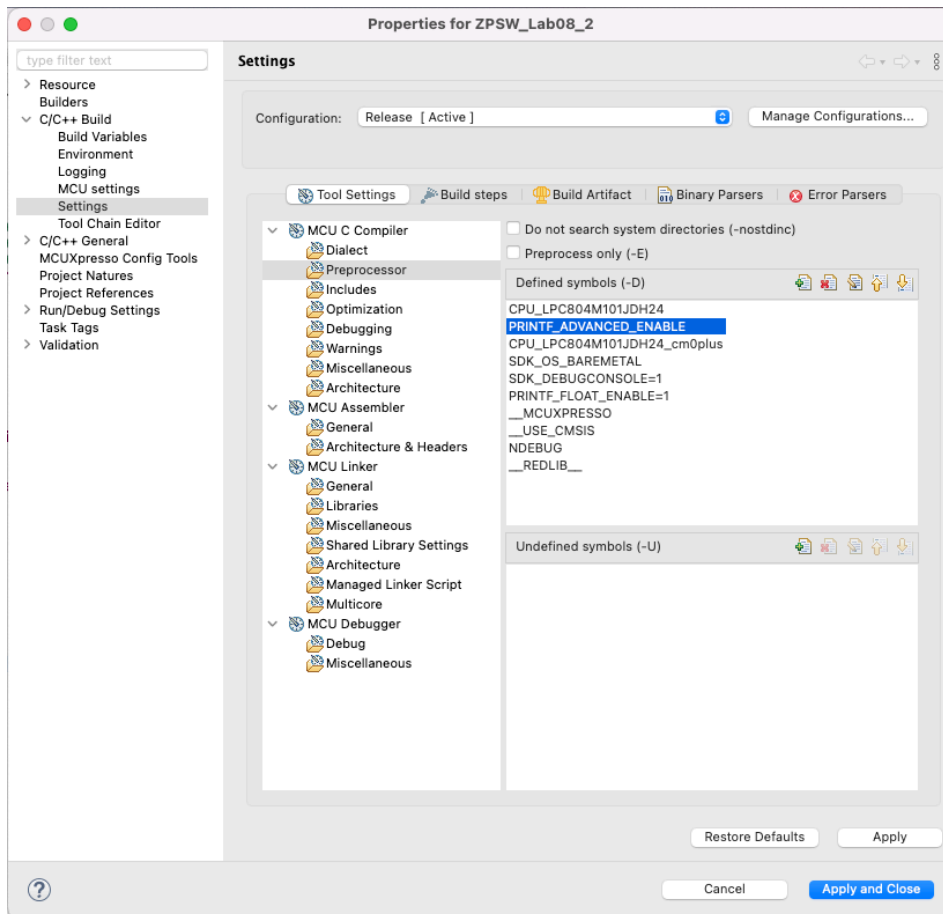 Properties for ZPSW_Lab08_2
type filter text
Resource
Builders
C/C++ Build
Build Variables
Environment
Logging
MCU settings
Settings
Tool Chain Editor
C/C++ General
MCUXpresso Config Tools
Project Natures
Project References
Run/Debug Settings
Task Tags
Validation
Settings
Configuration: Release [ Active ] Manage Configurations...
Tool Settings Build steps Build Artifact Binary Parsers Error Parsers
MCU C Compiler
Dialect
Preprocessor
Includes
Optimization
Debugging
Warnings
Miscellaneous
Architecture
MCU Assembler
General
Architecture & Headers
MCU Linker
General
Libraries
Miscellaneous
Shared Library Settings
Architecture
Managed Linker Script
Multicore
MCU Debugger
Debug
Miscellaneous
Do not search system directories (-nostdinc)
Preprocess only (-E)
Defined symbols (-D)
CPU_LPC804M101JDH24
PRINTF_ADVANCED_ENABLE
CPU_LPC804M101JDH24_cm0plus
SDK_OS_BAREMETAL
SDK_DEBUGCONSOLE=1
PRINTF_FLOAT_ENABLE=1
__MCUXPRESSO
__USE_CMSIS
NDEBUG
__REDLIB__
Undefined symbols (-U)
Restore Defaults Apply
? Cancel Apply and Close